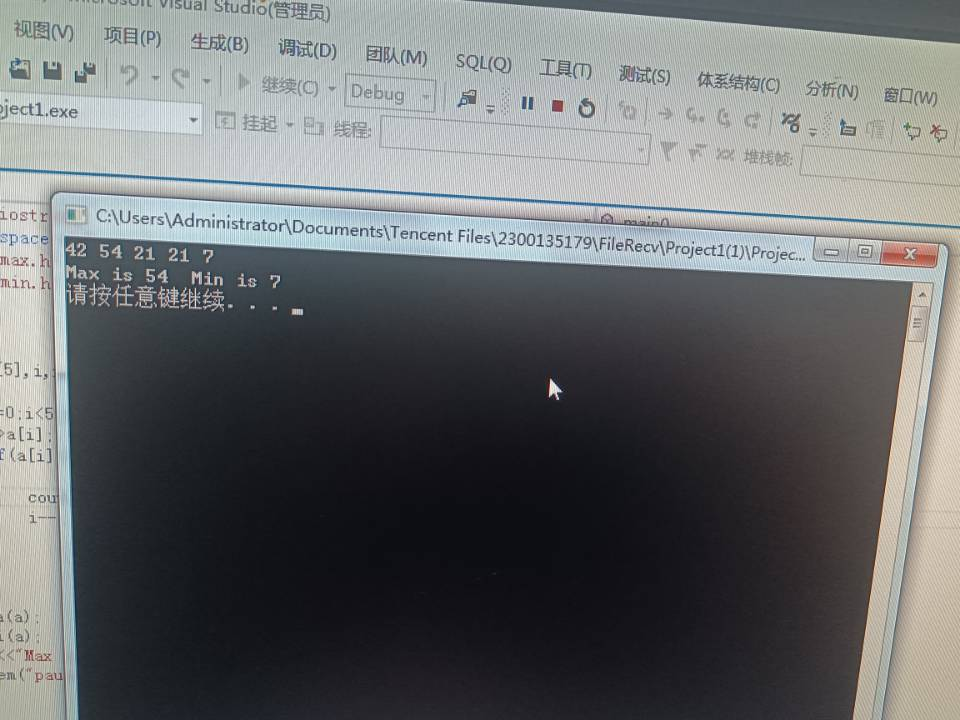 Visual Studio(管理员)
视图(V) 项目(P) 生成(B) 调试(D) 团队(M) SQL(Q) 工具(T) 测试(S) 体系结构(C) 分析(N) 窗口(W)
继续(C) Debug
ject1.exe 挂起 线程: 堆栈帧:
main()
C:\Users\Administrator\Documents\Tencent Files\2300135179\FileRecv\Project1(1)\Projec...
42 54 21 21 7
Max is 54 Min is 7
请按任意键继续. . .
iostr
space
max.h
min.h
[5],i,
=0;i<5
>a[i];
f(a[i]
cou
i--
(a);
(a);
<<"Max
em("pau